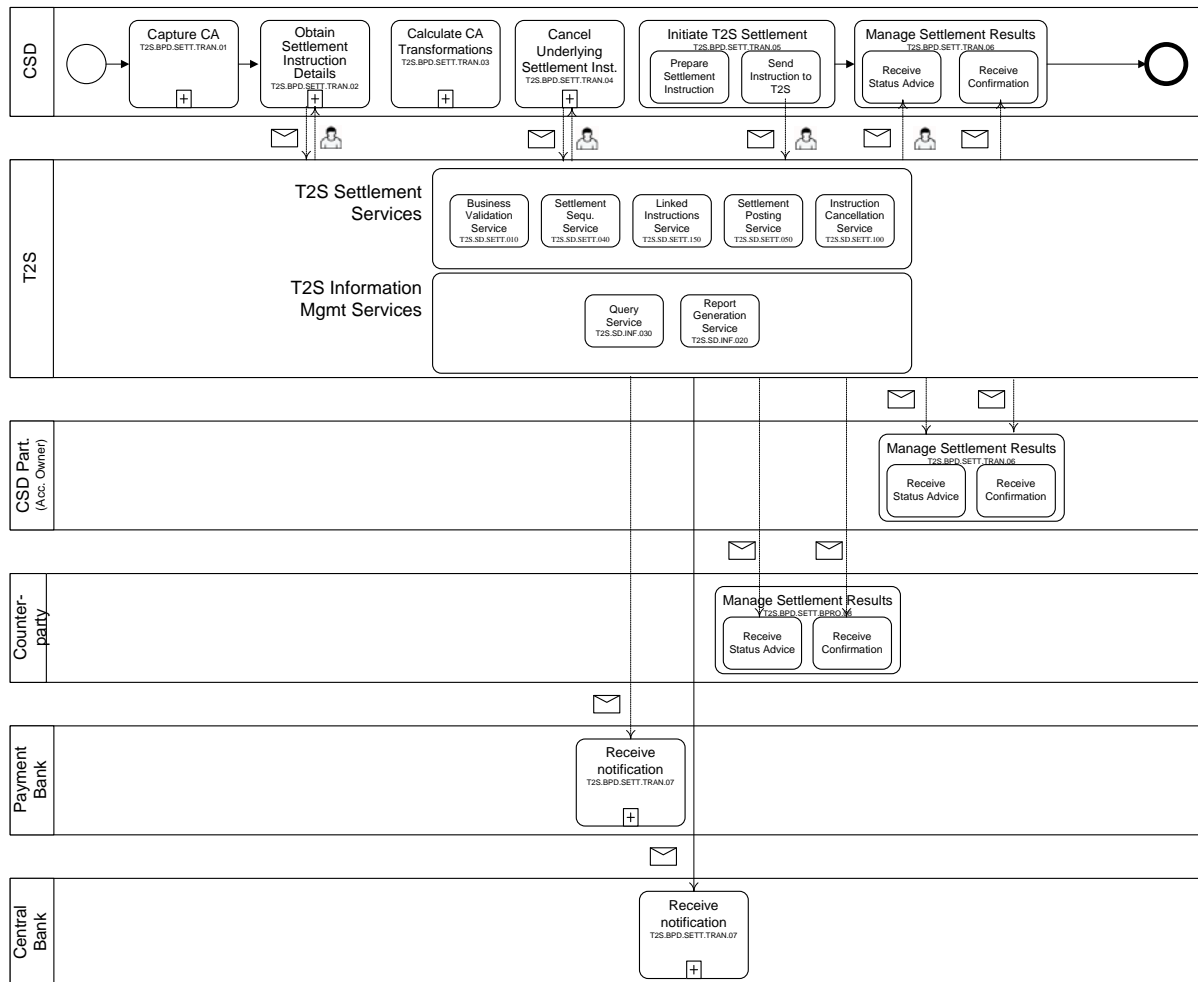 CSD
Capture CA
T2S.BPD.SETT.TRAN.01
Obtain
Settlement
Instruction
Details
T2S.BPD.SETT.TRAN.02
Calculate CA
Transformations
T2S.BPD.SETT.TRAN.03
Cancel
Underlying
Settlement Inst.
T2S.BPD.SETT.TRAN.04
Initiate T2S Settlement
T2S.BPD.SETT.TRAN.05
Prepare
Settlement
Instruction
Send
Instruction to
T2S
Manage Settlement Results
T2S.BPD.SETT.TRAN.06
Receive
Status Advice
Receive
Confirmation
T2S
T2S Settlement
Services
Business
Validation
Service
T2S.SD.SETT.010
Settlement
Sequ.
Service
T2S.SD.SETT.040
Linked
Instructions
Service
T2S.SD.SETT.150
Settlement
Posting
Service
T2S.SD.SETT.050
Instruction
Cancellation
Service
T2S.SD.SETT.100
T2S Information
Mgmt Services
Query
Service
T2S.SD.INF.030
Report
Generation
Service
T2S.SD.INF.020
CSD Part.
(Acc. Owner)
Manage Settlement Results
T2S.BPD.SETT.TRAN.06
Receive
Status Advice
Receive
Confirmation
Counter-
party
Manage Settlement Results
Receive
Status Advice
Receive
Confirmation
Payment
Bank
Receive
notification
T2S.BPD.SETT.TRAN.07
Central
Bank
Receive
notification
T2S.BPD.SETT.TRAN.07